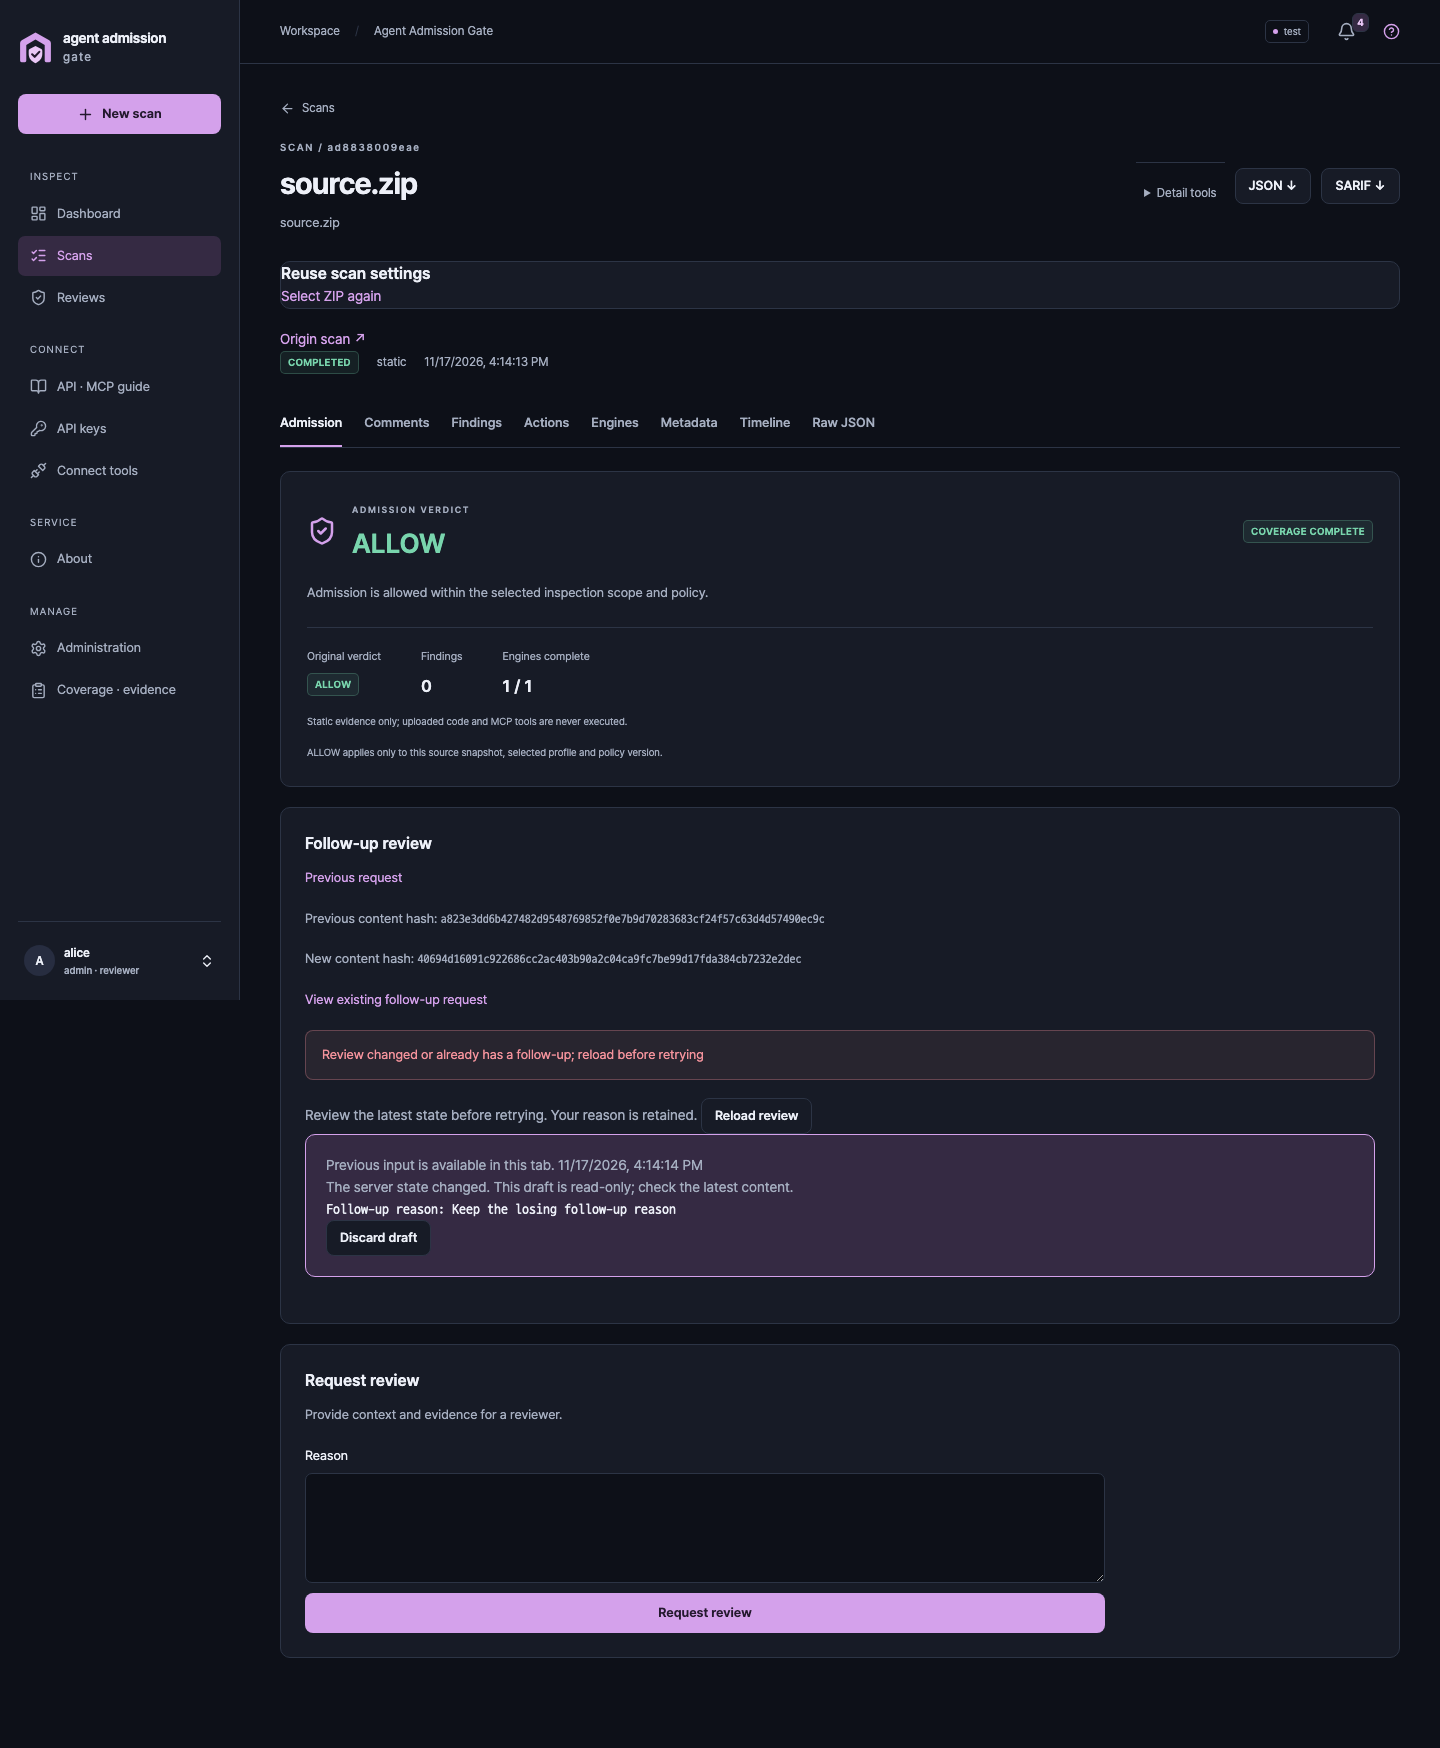 agent admission
gate
New scan
INSPECT
Dashboard
Scans
Reviews
CONNECT
API · MCP guide
API keys
Connect tools
SERVICE
About
MANAGE
Administration
Coverage · evidence
A
alice
admin · reviewer
Workspace / Agent Admission Gate
test
4
← Scans
SCAN / ad8838009eae
source.zip
source.zip
▶ Detail tools
JSON ↓
SARIF ↓
Reuse scan settings
Select ZIP again
Origin scan ↗
COMPLETED static 11/17/2026, 4:14:13 PM
Admission Comments Findings Actions Engines Metadata Timeline Raw JSON
ADMISSION VERDICT
ALLOW
COVERAGE COMPLETE
Admission is allowed within the selected inspection scope and policy.
Original verdict Findings Engines complete
ALLOW 0 1 / 1
Static evidence only; uploaded code and MCP tools are never executed.
ALLOW applies only to this source snapshot, selected profile and policy version.
Follow-up review
Previous request
Previous content hash: a823e3dd6b427482d9548769852f0e7b9d70283683cf24f57c63d4d57490ec9c
New content hash: 40694d16091c922686cc2ac403b90a2c04ca9fc7be99d17fda384cb7232e2dec
View existing follow-up request
Review changed or already has a follow-up; reload before retrying
Review the latest state before retrying. Your reason is retained. Reload review
Previous input is available in this tab. 11/17/2026, 4:14:14 PM
The server state changed. This draft is read-only; check the latest content.
Follow-up reason: Keep the losing follow-up reason
Discard draft
Request review
Provide context and evidence for a reviewer.
Reason
Request review